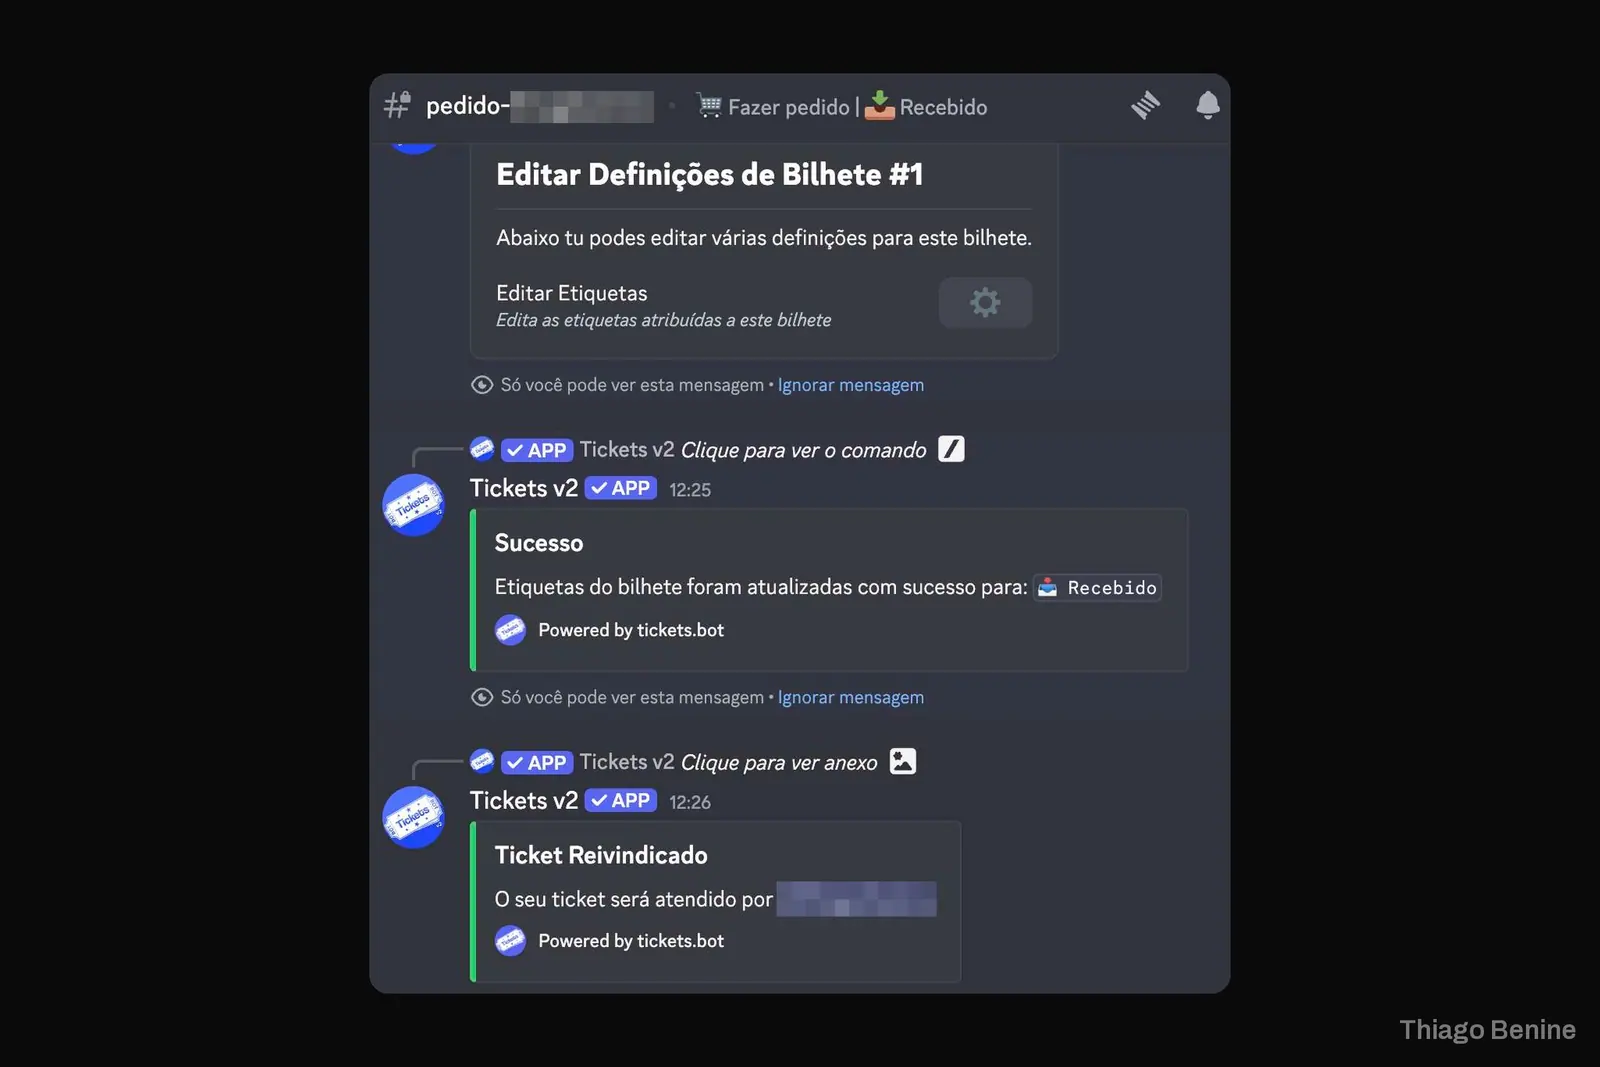 pedido-
Fazer pedido | Recebido
Editar Definições de Bilhete #1
Abaixo tu podes editar várias definições para este bilhete.
Editar Etiquetas
Edita as etiquetas atribuídas a este bilhete
Só você pode ver esta mensagem • Ignorar mensagem
APP Tickets v2 Clique para ver o comando
Tickets v2 APP 12:25
Tickets
Sucesso
Etiquetas do bilhete foram atualizadas com sucesso para: Recebido
Powered by tickets.bot
Só você pode ver esta mensagem • Ignorar mensagem
APP Tickets v2 Clique para ver anexo
Tickets v2 APP 12:26
Tickets
Ticket Reivindicado
O seu ticket será atendido por
Powered by tickets.bot
Thiago Benine